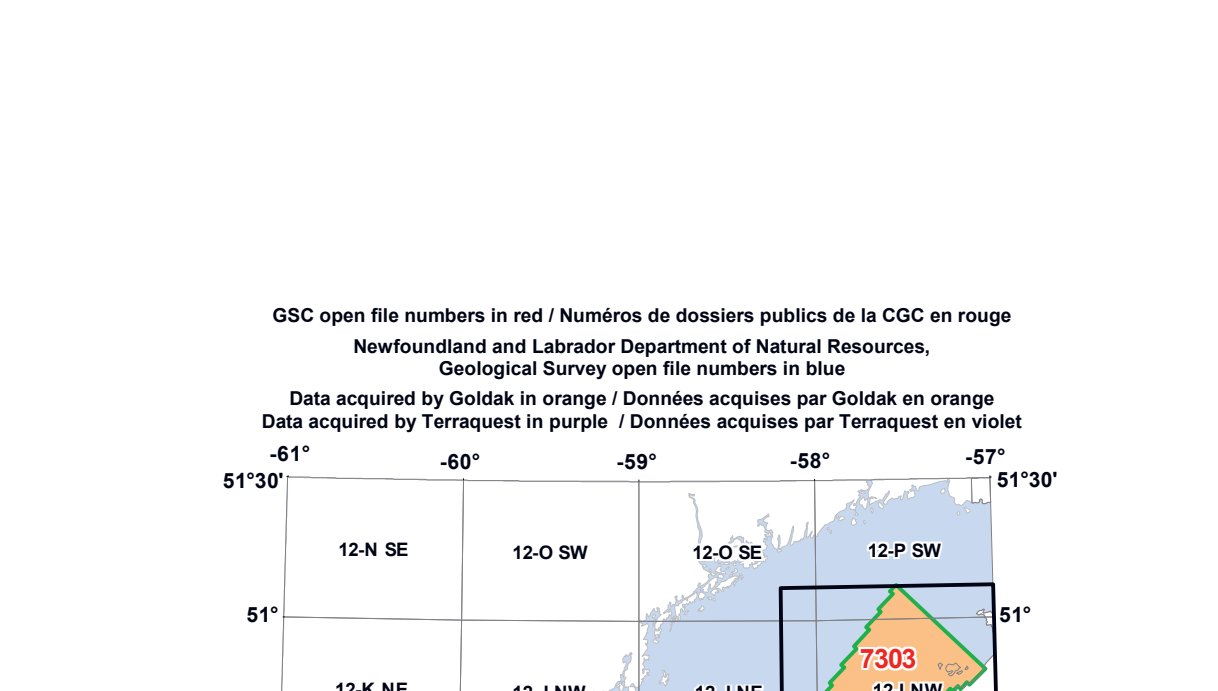 GSC open file numbers in red / Numéros de dossiers publics de la CGC en rouge
Newfoundland and Labrador Department of Natural Resources,
Geological Survey open file numbers in blue
Data acquired by Goldak in orange / Données acquises par Goldak en orange
Data acquired by Terraquest in purple / Données acquises par Terraquest en violet
-61° -60° -59° -58° -57°
51°30' 51°30'
12-N SE 12-O SW 12-O SE 12-P SW
51° 51°
7303
12-K NE